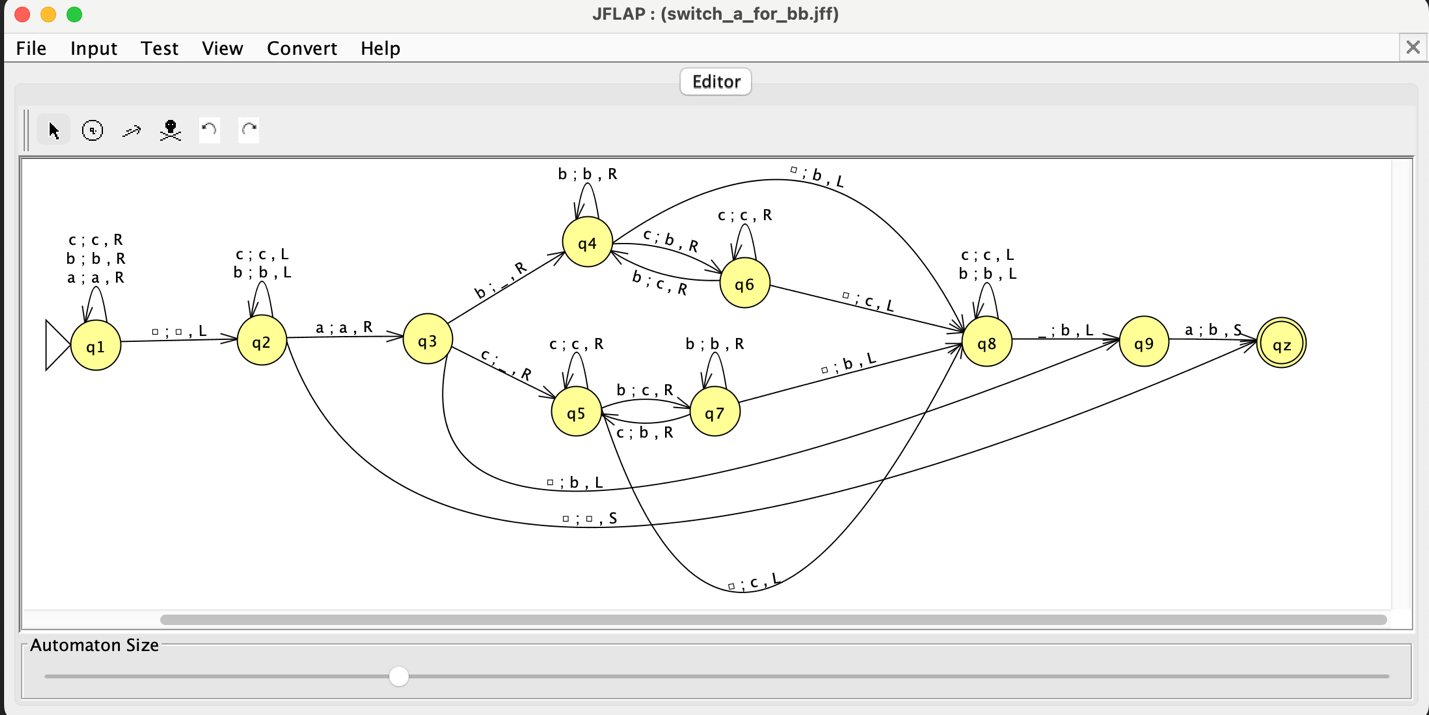 JFLAP : (switch_a_for_bb.jff)
File Input Test View Convert Help
Editor
b ; b , R
□ ; b , L
c ; c , R
c ; c , R
b ; b , R
a ; a , R
c ; c , L
b ; b , L
q4
c ; b , R
b ; c , R
q6
b ; _ , R
□ ; c , L
c ; c , L
b ; b , L
q1
□ ; □ , L
q2
a ; a , R
q3
c ; _ , R
c ; c , R
b ; b , R
q5
b ; c , R
c ; b , R
q7
□ ; b , L
q8
_ ; b , L
q9
a ; b , S
qz
□ ; b , L
□ ; □ , S
□ ; c , L
Automaton Size